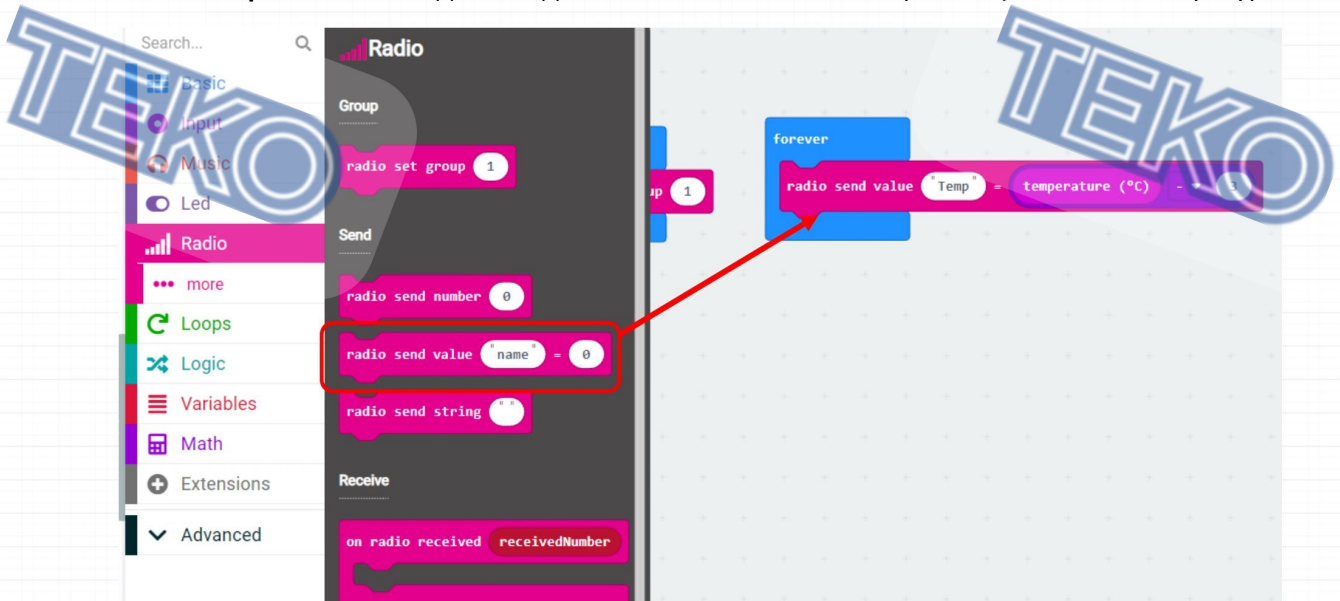 TEKO
TEKO
Search...
Basic
Input
Music
Led
Radio
more
Loops
Logic
Variables
Math
Extensions
Advanced
Radio
Group
radio set group 1
Send
radio send number 0
radio send value "name" = 0
radio send string " "
Receive
on radio received receivedNumber
up 1
forever
radio send value "Temp" = temperature (°C) - 3